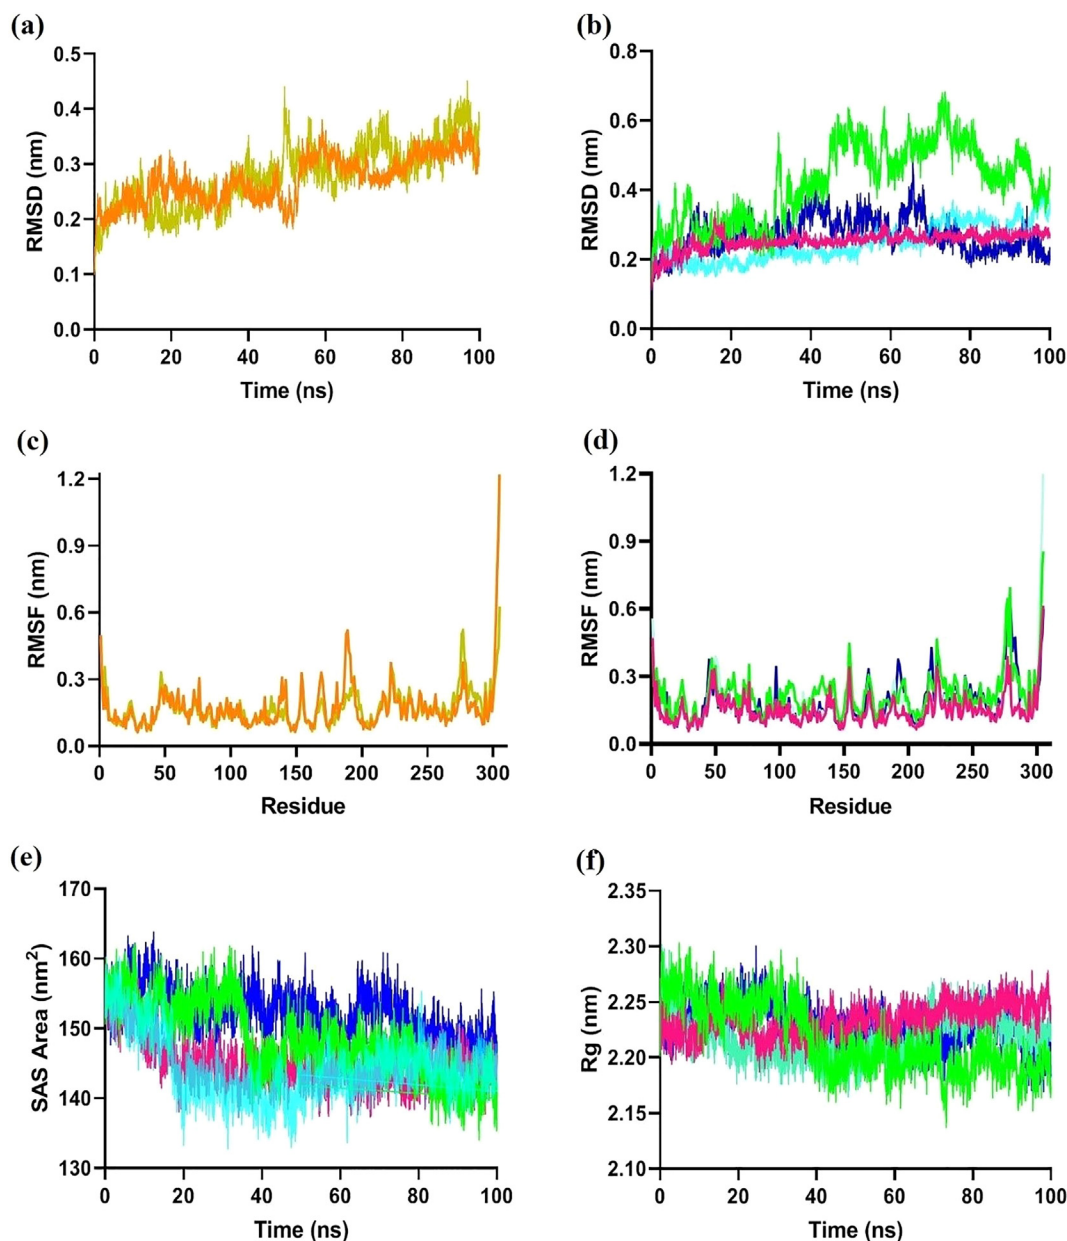 (a)
0.5
0.4
0.3
0.2
0.1
0.0
RMSD (nm)
0 20 40 60 80 100
Time (ns)
(b)
0.8
0.6
0.4
0.2
0.0
RMSD (nm)
0 20 40 60 80 100
Time (ns)
(c)
1.2
0.9
0.6
0.3
0.0
RMSF (nm)
0 50 100 150 200 250 300
Residue
(d)
1.2
0.9
0.6
0.3
0.0
RMSF (nm)
0 50 100 150 200 250 300
Residue
(e)
170
160
150
140
130
SAS Area (nm²)
0 20 40 60 80 100
Time (ns)
(f)
2.35
2.30
2.25
2.20
2.15
2.10
Rg (nm)
0 20 40 60 80 100
Time (ns)